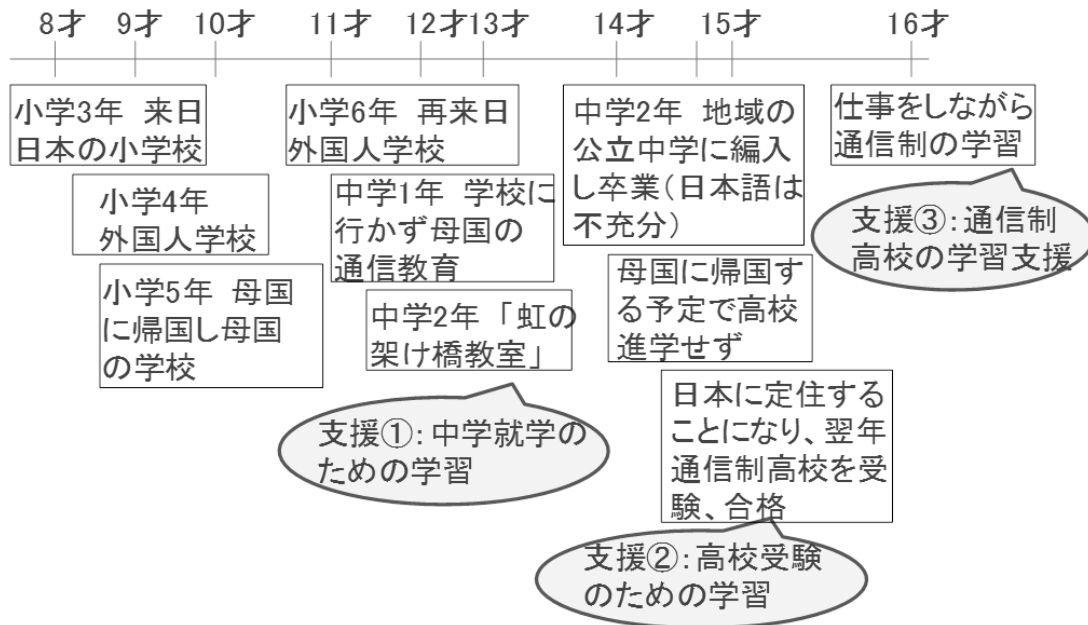 8才 9才 10才 11才 12才 13才 14才 15才 16才
小学3年 来日
日本の小学校
小学4年
外国人学校
小学5年 母国
に帰国し母国
の学校
小学6年 再来日
外国人学校
中学1年 学校に
行かず母国の
通信教育
中学2年 「虹の
架け橋教室」
支援①:中学就学の
ための学習
中学2年 地域の
公立中学に編入
し卒業(日本語は
不充分)
母国に帰国す
る予定で高校
進学せず
日本に定住する
ことになり、翌年
通信制高校を受
験、合格
支援②:高校受験
のための学習
仕事をしながら
通信制の学習
支援③:通信制
高校の学習支援